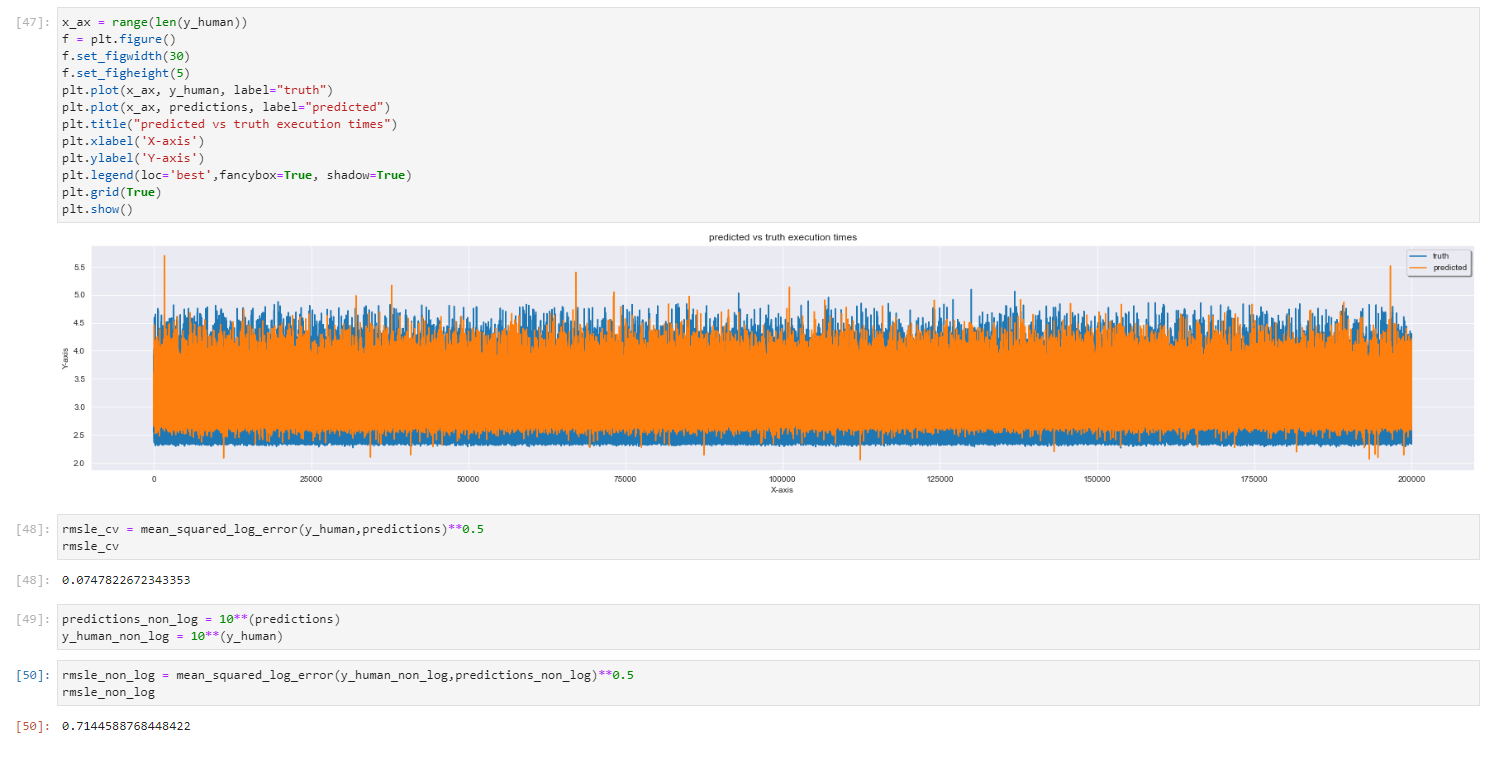 [47]: x_ax = range(len(y_human))
f = plt.figure()
f.set_figwidth(30)
f.set_figheight(5)
plt.plot(x_ax, y_human, label="truth")
plt.plot(x_ax, predictions, label="predicted")
plt.title("predicted vs truth execution times")
plt.xlabel('X-axis')
plt.ylabel('Y-axis')
plt.legend(loc='best',fancybox=True, shadow=True)
plt.grid(True)
plt.show()
predicted vs truth execution times
truth
predicted
5.5
5.0
4.5
4.0
Y-axis
3.5
3.0
2.5
2.0
0 25000 50000 75000 100000 125000 150000 175000 200000
X-axis
[48]: rmsle_cv = mean_squared_log_error(y_human,predictions)**0.5
rmsle_cv
[48]: 0.0747822672343353
[49]: predictions_non_log = 10**(predictions)
y_human_non_log = 10**(y_human)
[50]: rmsle_non_log = mean_squared_log_error(y_human_non_log,predictions_non_log)**0.5
rmsle_non_log
[50]: 0.7144588768448422